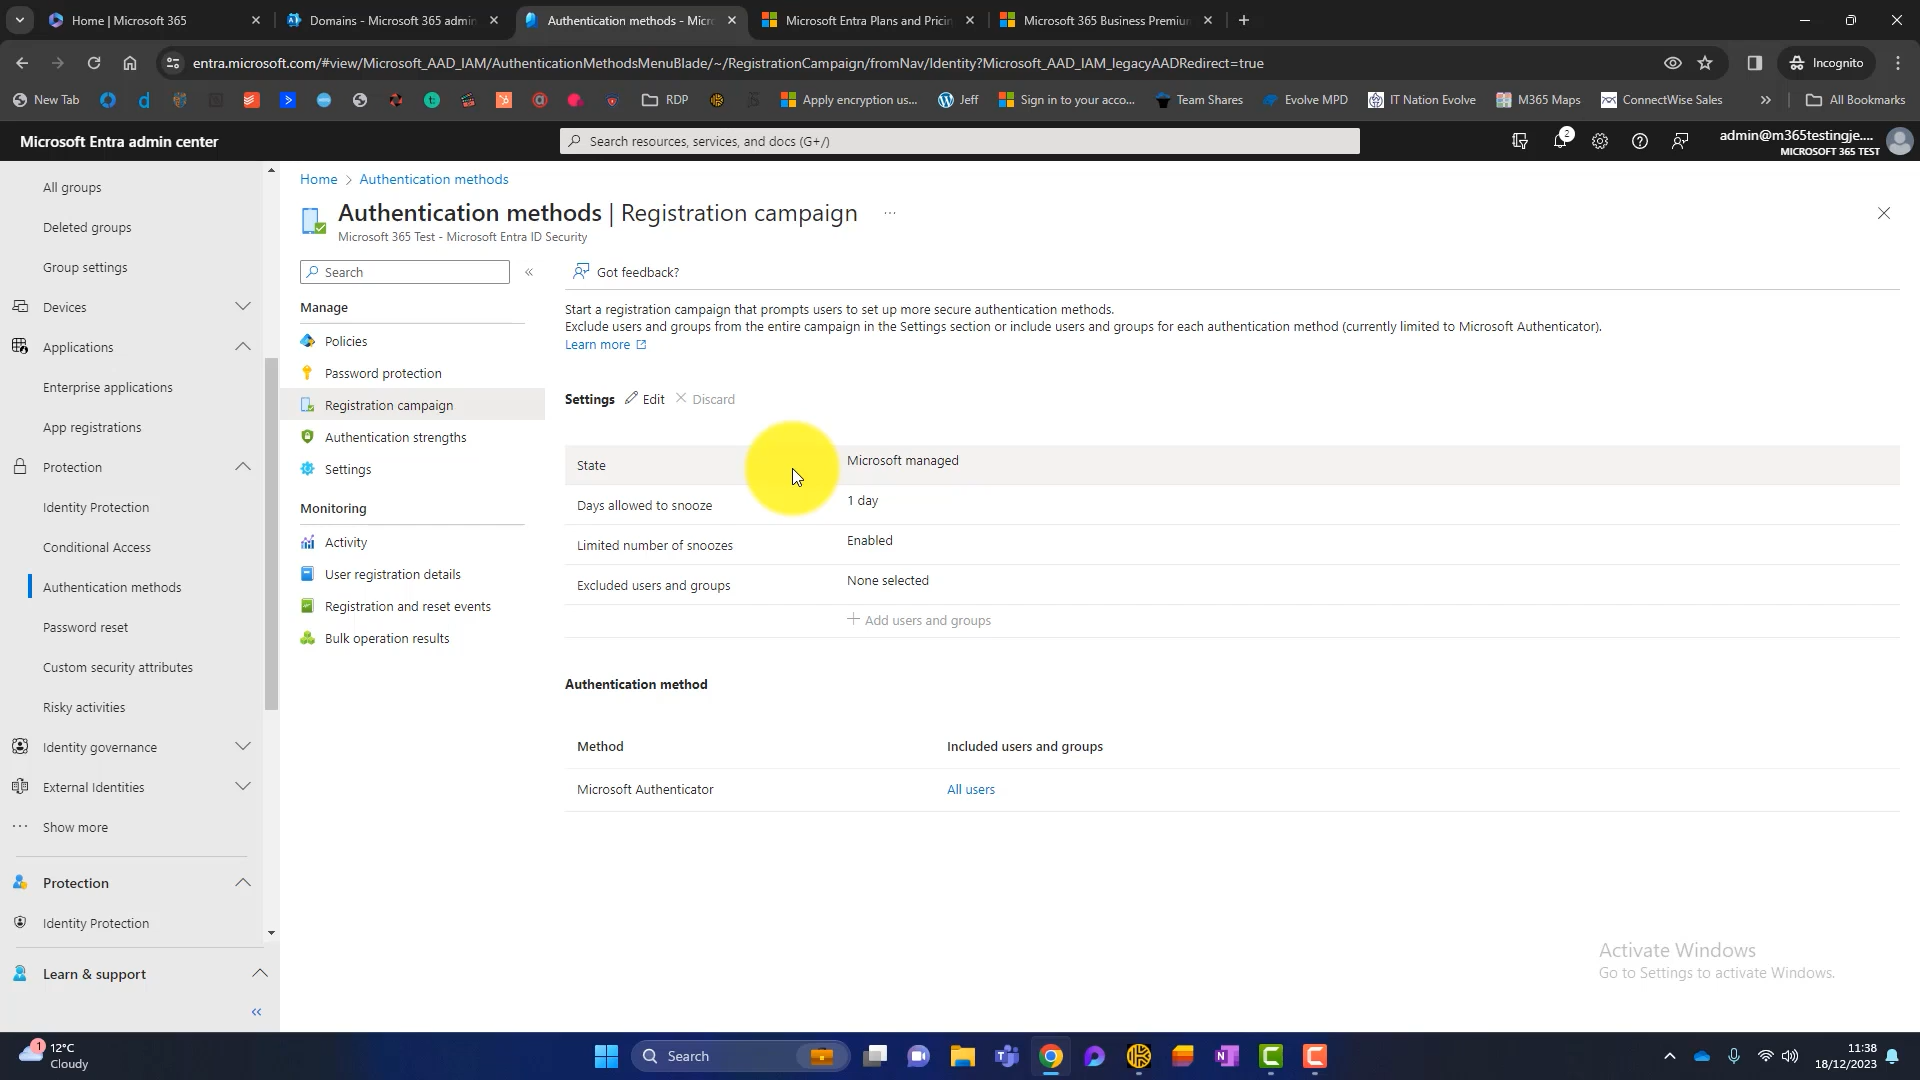 Home | Microsoft 365
Domains - Microsoft 365 admin
Authentication methods - Micr
Microsoft Entra Plans and Pricin
Microsoft 365 Business Premium
entra.microsoft.com/#view/Microsoft_AAD_IAM/AuthenticationMethodsMenuBlade/~/RegistrationCampaign/fromNav/Identity?Microsoft_AAD_IAM_legacyAADRedirect=true
Incognito
New Tab
RDP
Apply encryption us...
Jeff
Sign in to your acco...
Team Shares
Evolve MPD
IT Nation Evolve
M365 Maps
ConnectWise Sales
All Bookmarks
Microsoft Entra admin center
Search resources, services, and docs (G+/)
2
admin@m365testingje....
MICROSOFT 365 TEST
All groups
Deleted groups
Group settings
Devices
Applications
Enterprise applications
App registrations
Protection
Identity Protection
Conditional Access
Authentication methods
Password reset
Custom security attributes
Risky activities
Identity governance
External Identities
Show more
Protection
Identity Protection
Learn & support
Home > Authentication methods
Authentication methods | Registration campaign ...
Microsoft 365 Test - Microsoft Entra ID Security
Search
Manage
Policies
Password protection
Registration campaign
Authentication strengths
Settings
Monitoring
Activity
User registration details
Registration and reset events
Bulk operation results
Got feedback?
Start a registration campaign that prompts users to set up more secure authentication methods.
Exclude users and groups from the entire campaign in the Settings section or include users and groups for each authentication method (currently limited to Microsoft Authenticator).
Learn more
Settings Edit Discard
State Microsoft managed
Days allowed to snooze 1 day
Limited number of snoozes Enabled
Excluded users and groups None selected
Add users and groups
Authentication method
Method Included users and groups
Microsoft Authenticator All users
Activate Windows
Go to Settings to activate Windows.
1
12°C
Cloudy
Search
11:38
18/12/2023